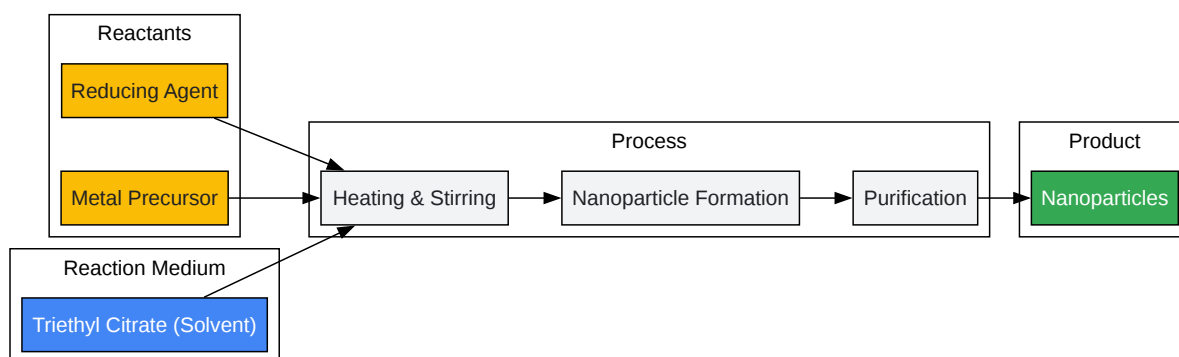 Reactants
Reducing Agent
Metal Precursor
Reaction Medium
Triethyl Citrate (Solvent)
Process
Heating & Stirring
Nanoparticle Formation
Purification
Product
Nanoparticles